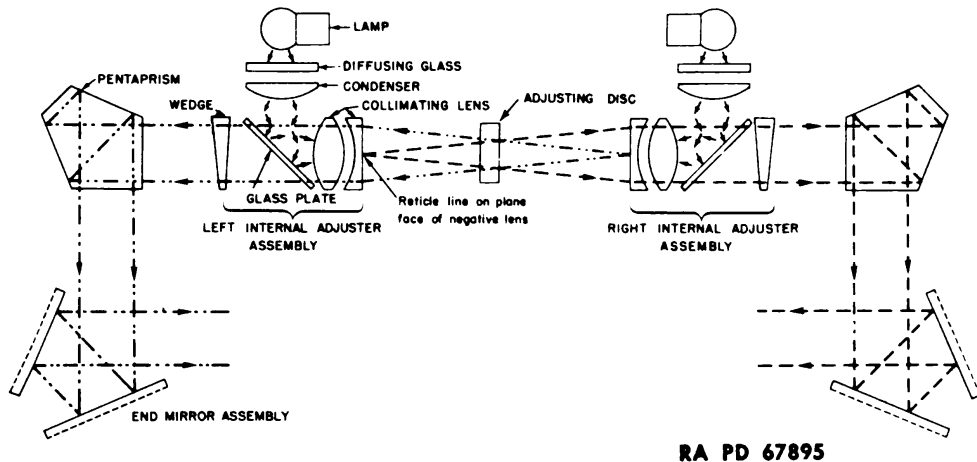 LAMP
DIFFUSING GLASS
CONDENSER
PENTAPRISM
WEDGE
COLLIMATING LENS
ADJUSTING DISC
GLASS PLATE
Reticle line on plane
face of negative lens
LEFT INTERNAL ADJUSTER
ASSEMBLY
RIGHT INTERNAL ADJUSTER
ASSEMBLY
END MIRROR ASSEMBLY
RA PD 67895